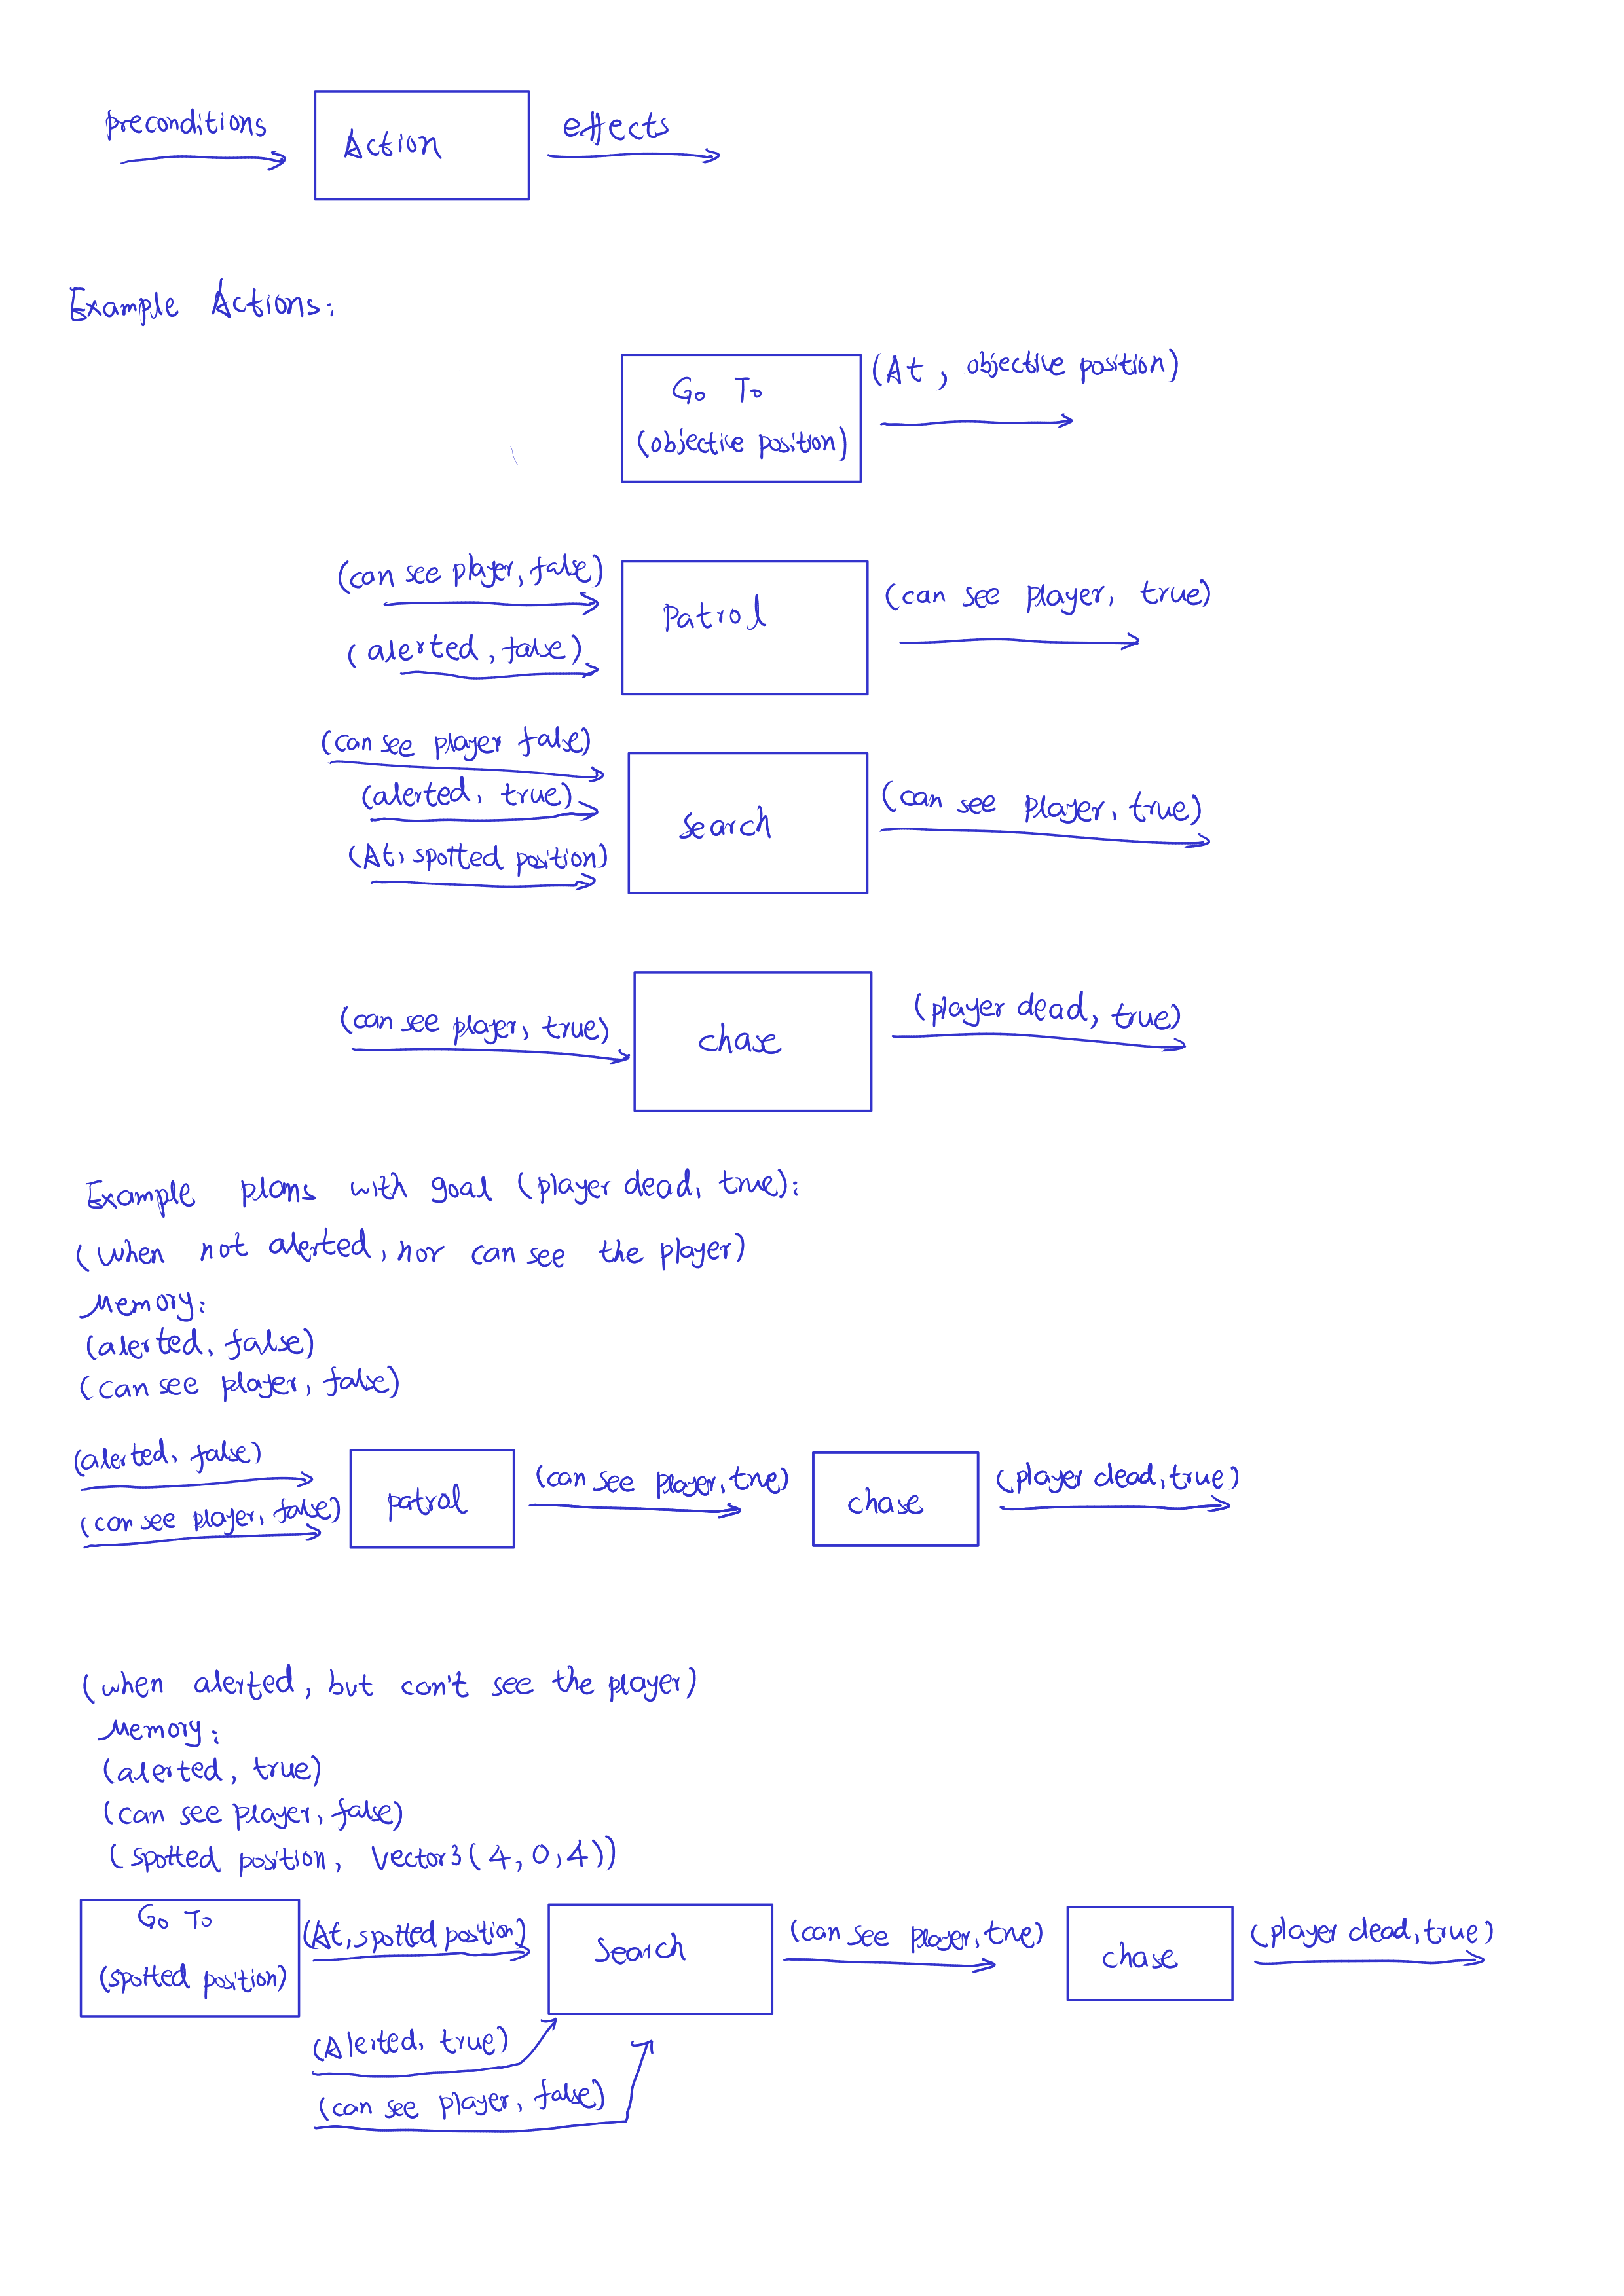 preconditions
Action
effects
Example Actions:
Go To
(objective position)
(At, objective position)
(can see player, false)
(alerted, false)
Patrol
(can see player, true)
(can see player false)
(alerted, true)
(At, spotted position)
Search
(can see player, true)
(can see player, true)
chase
(player dead, true)
Example plans with goal (player dead, true):
(when not alerted, nor can see the player)
Memory:
(alerted, false)
(can see player, false)
(alerted, false)
(can see player, false)
patrol
(can see player, true)
chase
(player dead, true)
(when alerted, but can't see the player)
Memory:
(alerted, true)
(can see player, false)
(spotted position, Vector3(4,0,4))
Go To
(spotted position)
(At, spotted position)
Search
(can see player, true)
chase
(player dead, true)
(Alerted, true)
(can see player, false)